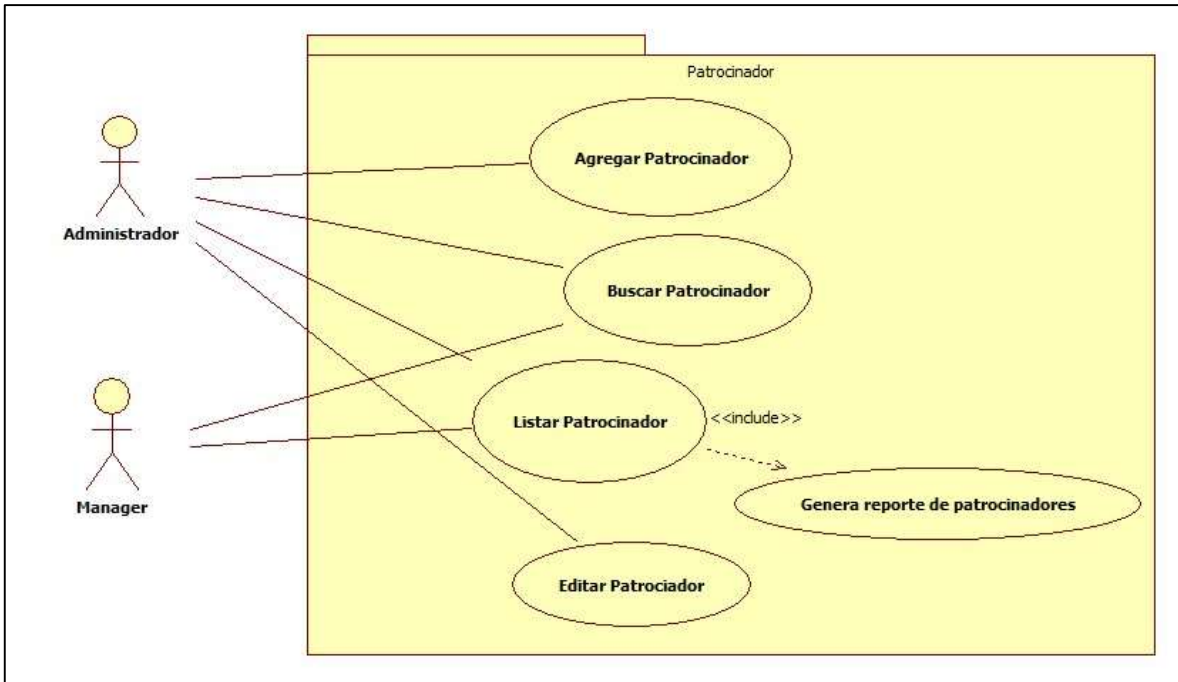 Patrocinador
Agregar Patrocinador
Administrador
Buscar Patrocinador
Listar Patrocinador
<<include>>
Manager
Genera reporte de patrocinadores
Editar Patrociador